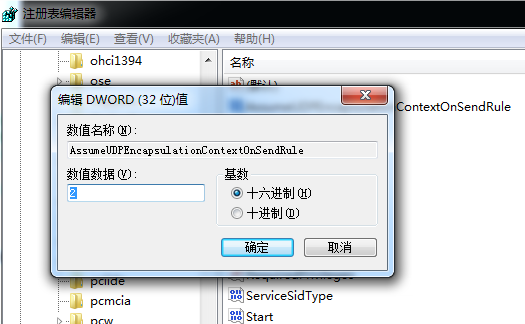 注册表编辑器
文件(F) 编辑(E) 查看(V) 收藏夹(A) 帮助(H)
ohci1394
ose
名称
(默认)
ContextOnSendRule
编辑 DWORD (32 位)值
数值名称(N):
AssumeUDPEncapsulationContextOnSendRule
数值数据(V):
2
基数
十六进制(H)
十进制(D)
确定
取消
pciide
pcmcia
pcw
RequiredPrivileges
ServiceSidType
Start